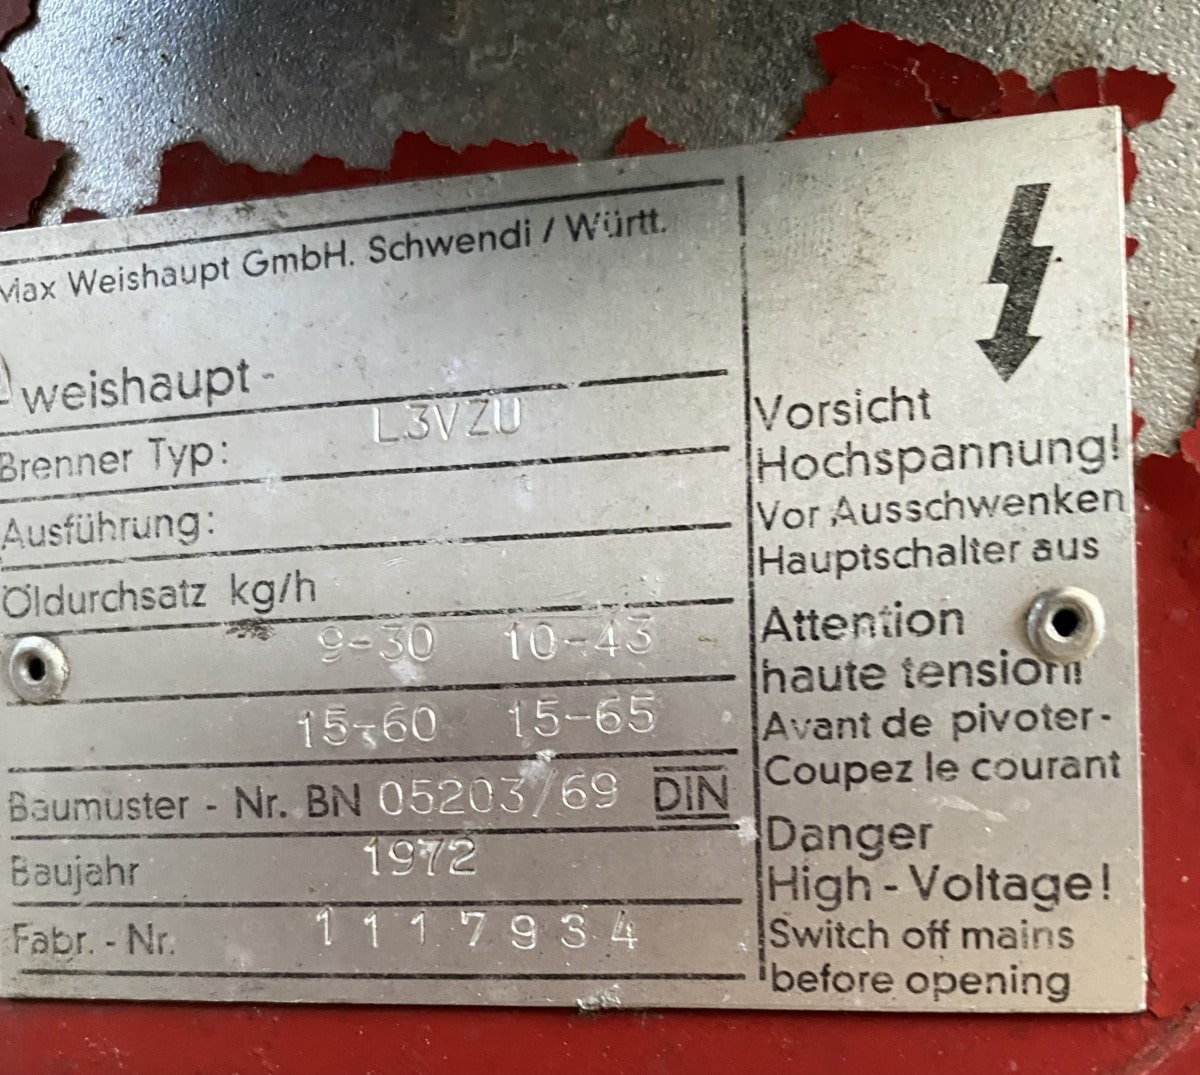 Max Weishaupt GmbH. Schwendi / Württ.
weishaupt -
Brenner Typ: L3VZU
Ausführung:
Öldurchsatz kg/h
9-30 10-43
15-60 15-65
Baumuster - Nr. BN 05203/69 DIN
Baujahr 1972
Fabr. - Nr. 1117934
Vorsicht
Hochspannung!
Vor Ausschwenken
Hauptschalter aus
Attention
haute tension!
Avant de pivoter-
Coupez le courant
Danger
High - Voltage!
Switch off mains
before opening